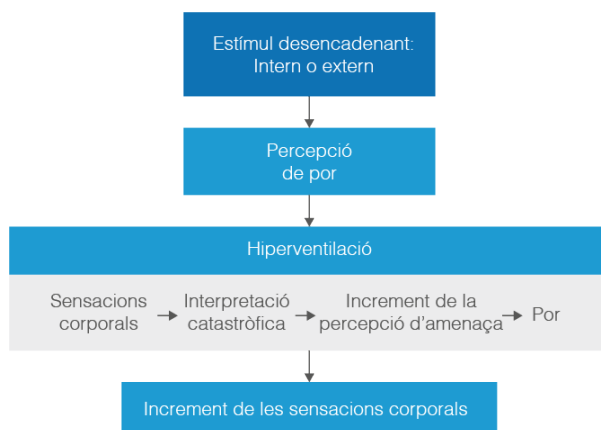 Estímul desencadenant:
Intern o extern
Percepció
de por
Hiperventilació
Sensacions
corporals
Interpretació
catastròfica
Increment de la
percepció d'amenaça
Por
Increment de les sensacions corporals